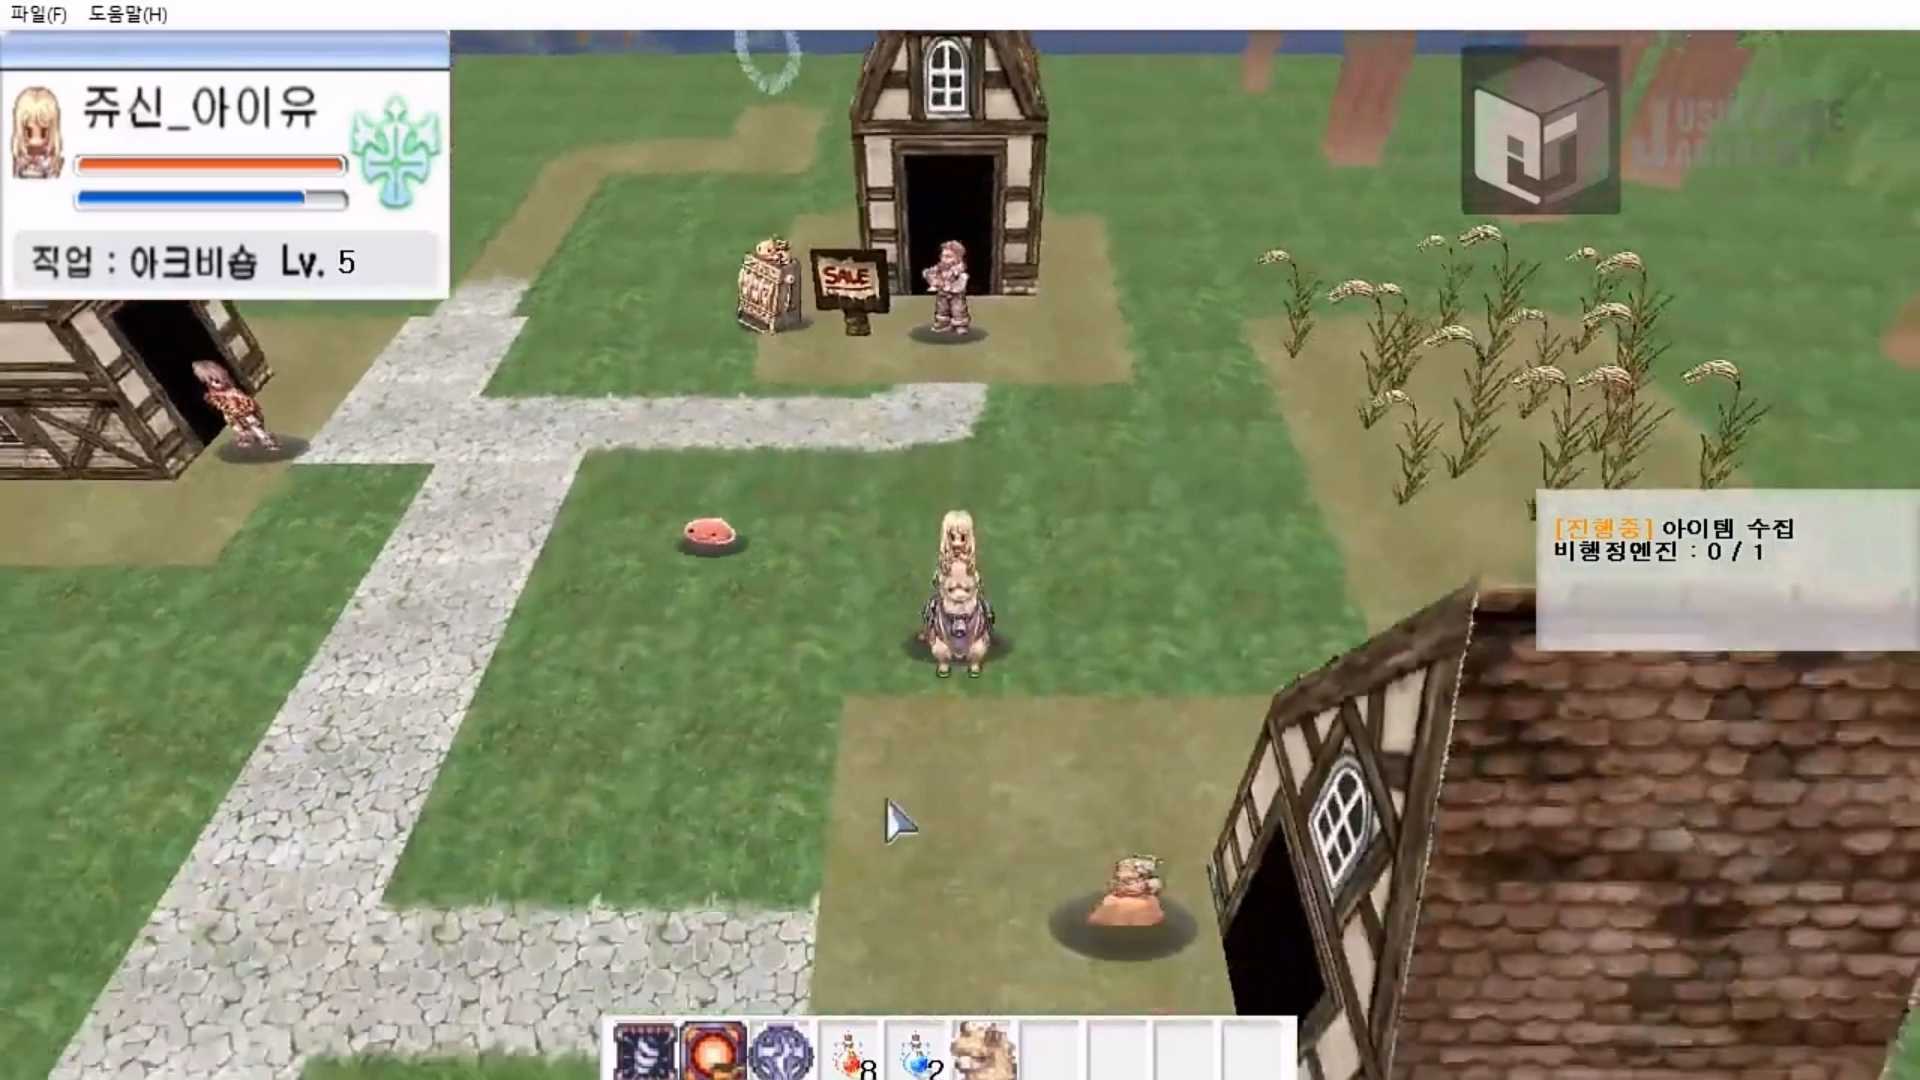 파일(F) 도움말(H)
쥬신_아이유
직업 : 아크비숍 Lv. 5
SALE
[진행중] 아이템 수집
비행정엔진 : 0 / 1
8
2